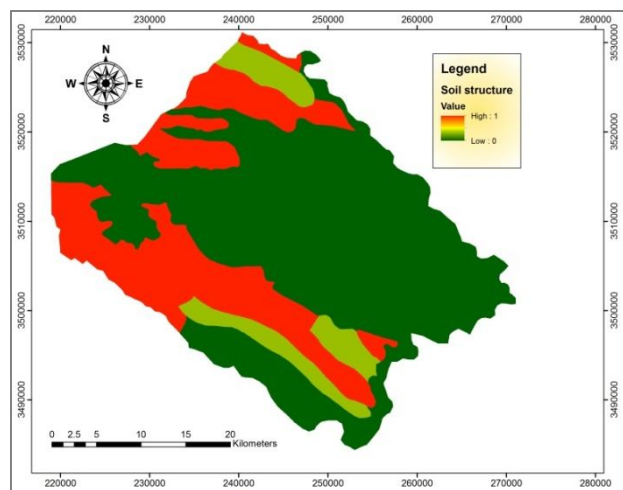 220000 230000 240000 250000 260000 270000 280000
3530000
3520000
3510000
3500000
3490000
N
W E
S
Legend
Soil structure
Value
High : 1
Low : 0
3530000
3520000
3510000
3500000
3490000
0 2.5 5 10 15 20
Kilometers
220000 230000 240000 250000 260000 270000 280000